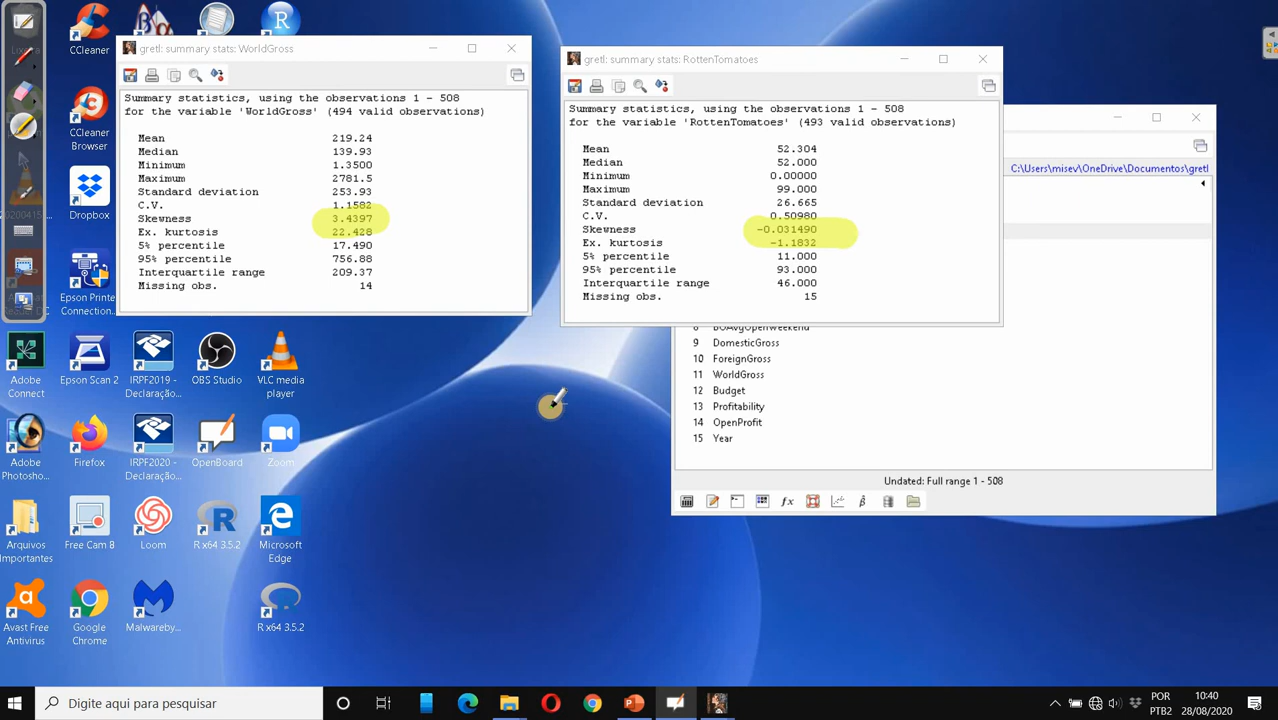 CCleaner
gretl: summary stats: WorldGross
Summary statistics, using the observations 1 - 508
for the variable 'WorldGross' (494 valid observations)
Mean 219.24
Median 139.93
Minimum 1.3500
Maximum 2781.5
Standard deviation 253.93
C.V. 1.1582
Skewness 3.4397
Ex. kurtosis 22.428
5% percentile 17.490
95% percentile 756.88
Interquartile range 209.37
Missing obs. 14
gretl: summary stats: RottenTomatoes
Summary statistics, using the observations 1 - 508
for the variable 'RottenTomatoes' (493 valid observations)
Mean 52.304
Median 52.000
Minimum 0.00000
Maximum 99.000
Standard deviation 26.665
C.V. 0.50980
Skewness -0.031490
Ex. kurtosis -1.1832
5% percentile 11.000
95% percentile 93.000
Interquartile range 46.000
Missing obs. 15
C:\Users\misev\OneDrive\Documentos\gretl
8 BOAvgOpenWeekend
9 DomesticGross
10 ForeignGross
11 WorldGross
12 Budget
13 Profitability
14 OpenProfit
15 Year
Undated: Full range 1 - 508
CCleaner
Browser
Dropbox
Epson Printer
Connection...
Adobe
Connect
Epson Scan 2
IRPF2019 -
Declaração...
OBS Studio
VLC media
player
Adobe
Photosho...
Firefox
IRPF2020 -
Declaração...
OpenBoard
Zoom
Arquivos
Importantes
Free Cam 8
Loom
R x64 3.5.2
Microsoft
Edge
Avast Free
Antivirus
Google
Chrome
Malwareby...
R x64 3.5.2
Digite aqui para pesquisar
POR
PTB2
10:40
28/08/2020